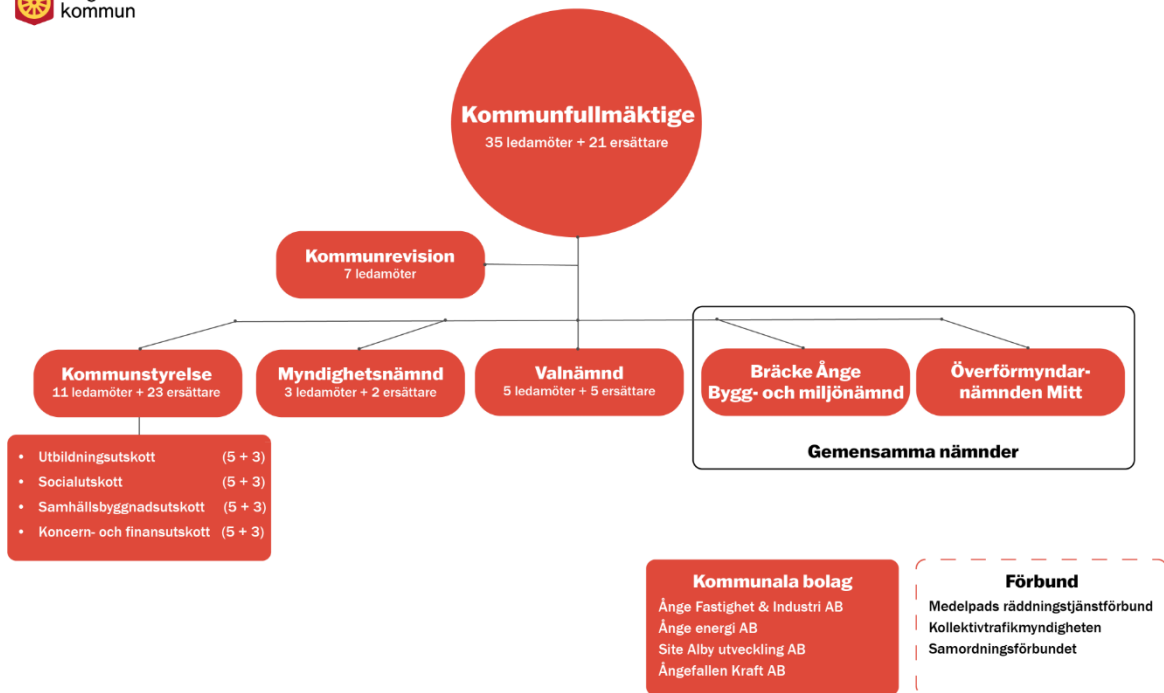 kommun
Kommunfullmäktige
35 ledamöter + 21 ersättare
Kommunrevision
7 ledamöter
Kommunstyrelse
11 ledamöter + 23 ersättare
Myndighetsnämnd
3 ledamöter + 2 ersättare
Valnämnd
5 ledamöter + 5 ersättare
Bräcke Ånge
Bygg- och miljönämnd
Överförmyndar-
nämnden Mitt
Gemensamma nämnder
• Utbildningsutskott (5 + 3)
• Socialutskott (5 + 3)
• Samhällsbyggnadsutskott (5 + 3)
• Koncern- och finansutskott (5 + 3)
Kommunala bolag
Ånge Fastighet & Industri AB
Ånge energi AB
Site Alby utveckling AB
Ångefallen Kraft AB
Förbund
Medelpads räddningstjänstförbund
Kollektivtrafikmyndigheten
Samordningsförbundet